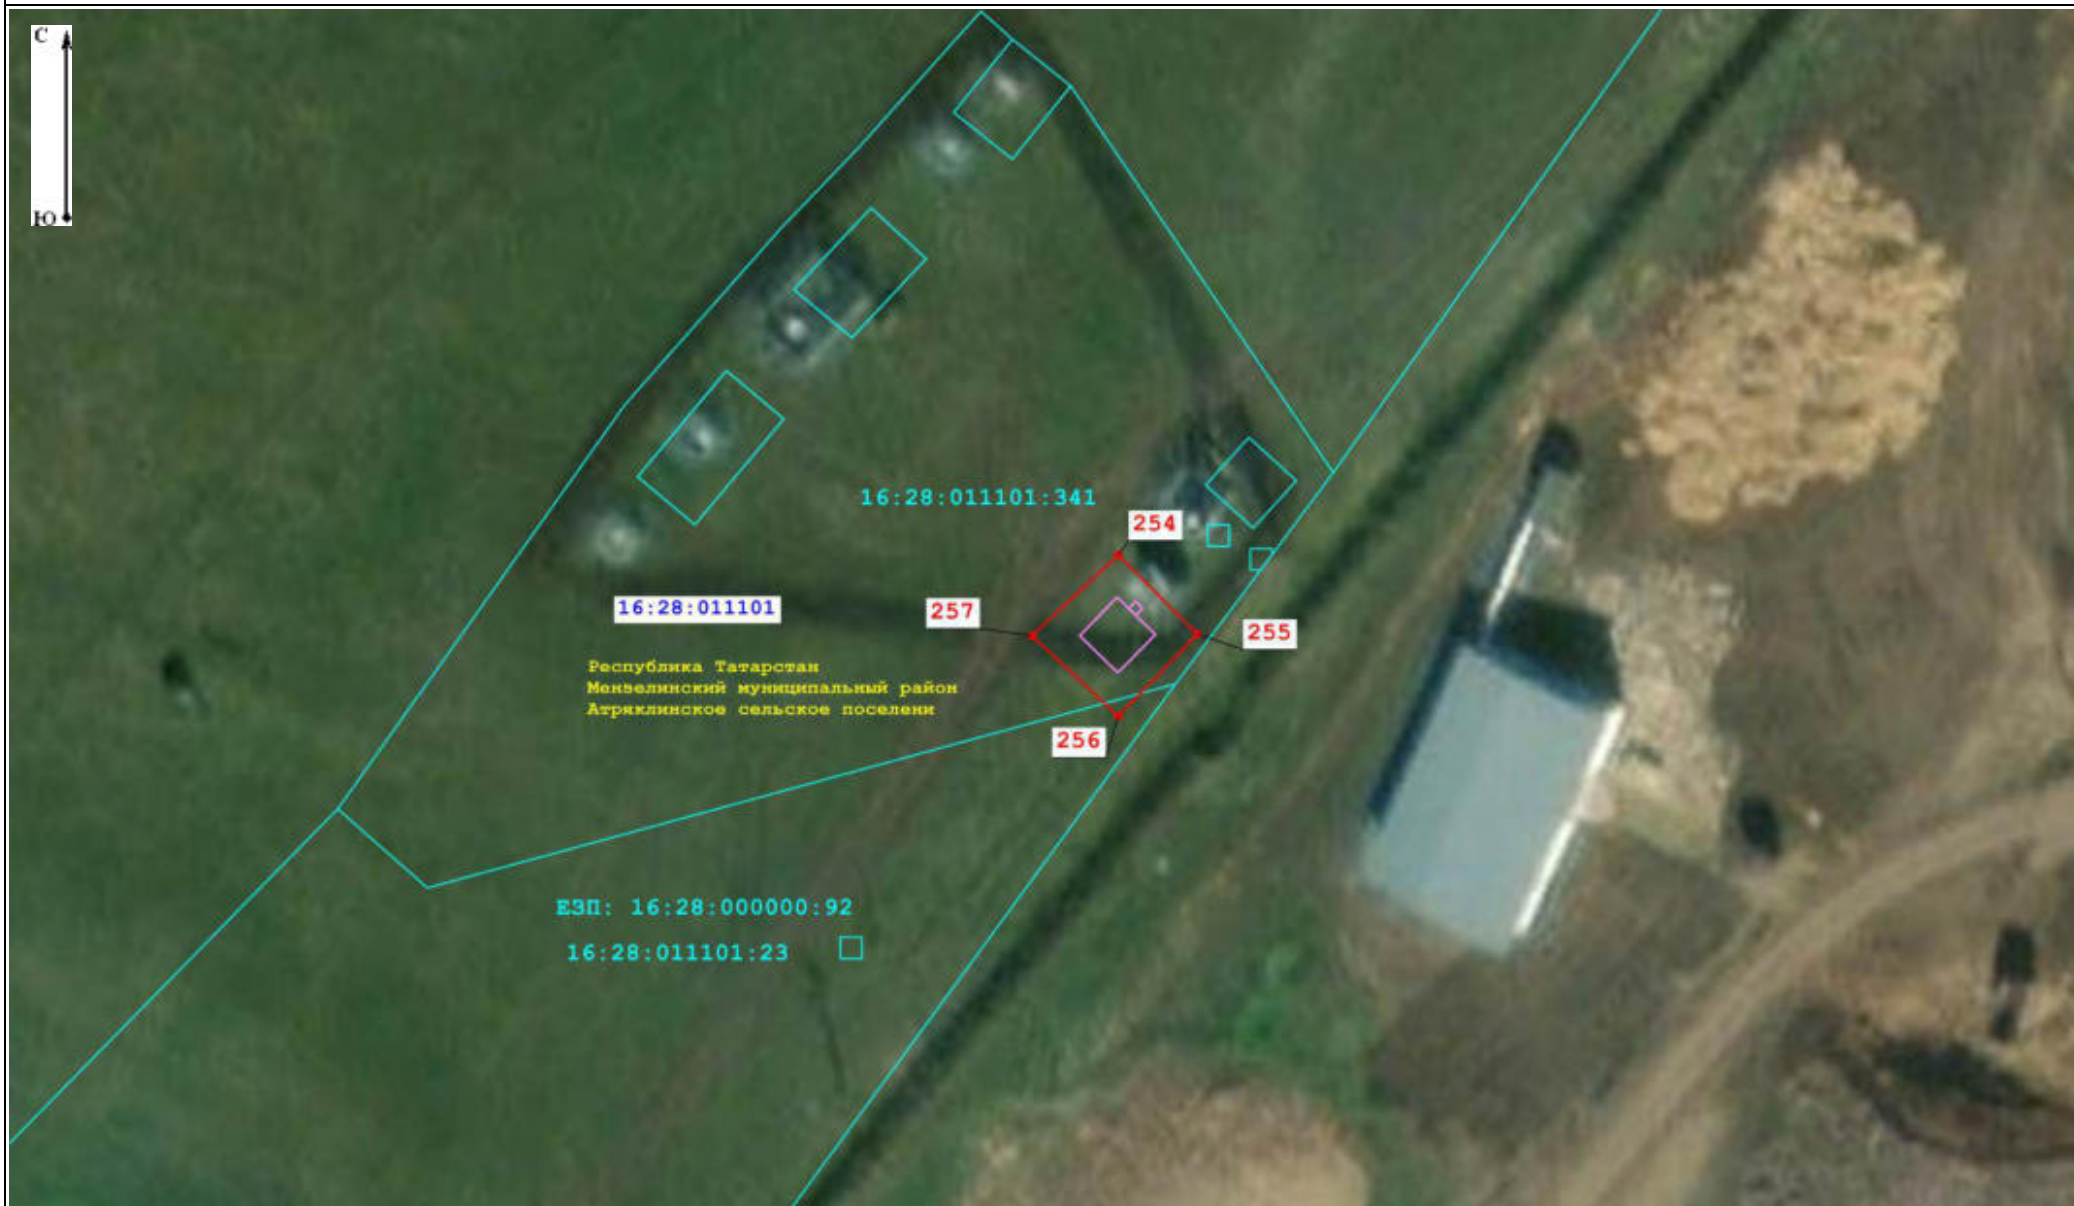 С
Ю
16:28:011101:341
254
16:28:011101
257
255
Республика Татарстан
Мензелинский муниципальный район
Атряклинское сельское поселени
256
ЕЗП: 16:28:000000:92
16:28:011101:23